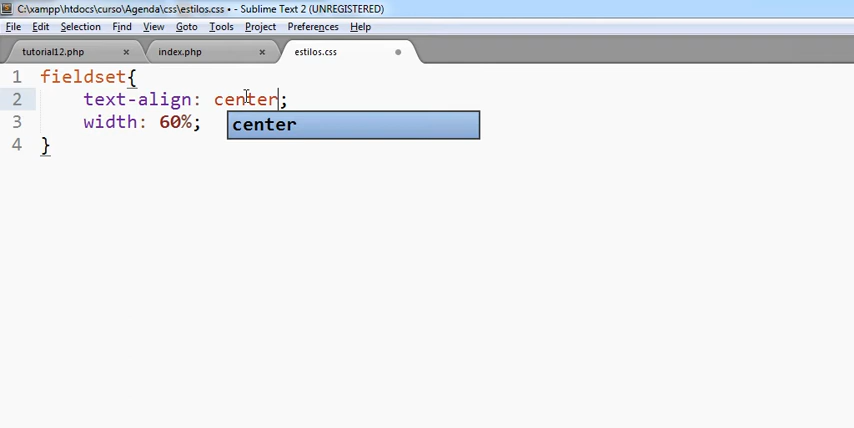 C:\xampp\htdocs\curso\Agenda\css\estilos.css • - Sublime Text 2 (UNREGISTERED)
File Edit Selection Find View Goto Tools Project Preferences Help
tutorial12.php × index.php × estilos.css
1 fieldset{
2 text-align: center;
3 width: 60%;
center
4 }